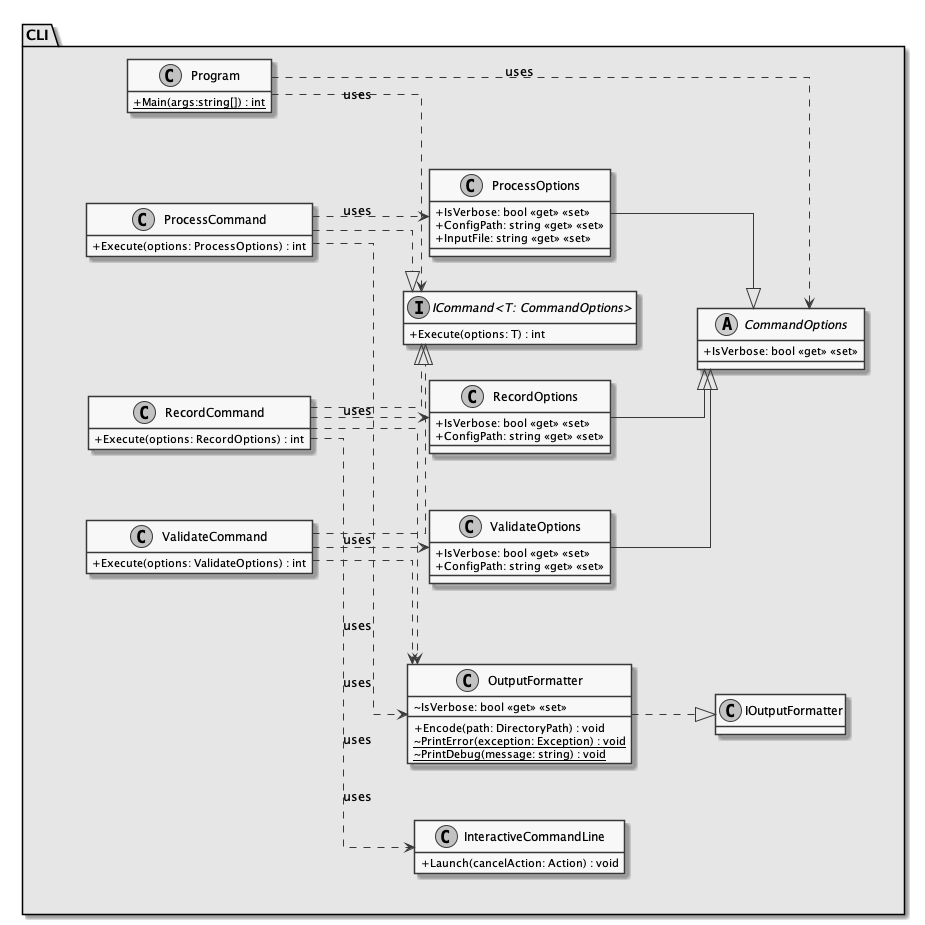 CLI
C Program
+Main(args:string[]) : int
uses
uses
C ProcessOptions
+IsVerbose: bool «get» «set»
+ConfigPath: string «get» «set»
+InputFile: string «get» «set»
C ProcessCommand
+Execute(options: ProcessOptions) : int
uses
I ICommand<T: CommandOptions>
+Execute(options: T) : int
A CommandOptions
+IsVerbose: bool «get» «set»
C RecordCommand
+Execute(options: RecordOptions) : int
uses
C RecordOptions
+IsVerbose: bool «get» «set»
+ConfigPath: string «get» «set»
C ValidateCommand
+Execute(options: ValidateOptions) : int
uses
C ValidateOptions
+IsVerbose: bool «get» «set»
+ConfigPath: string «get» «set»
uses
uses
uses
uses
C OutputFormatter
~IsVerbose: bool «get» «set»
+Encode(path: DirectoryPath) : void
~PrintError(exception: Exception) : void
~PrintDebug(message: string) : void
C IOutputFormatter
C InteractiveCommandLine
+Launch(cancelAction: Action) : void